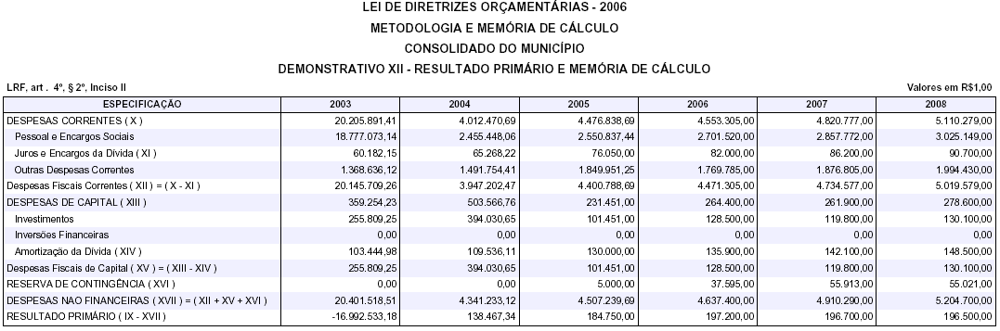 LEI DE DIRETRIZES ORÇAMENTÁRIAS - 2006
METODOLOGIA E MEMÓRIA DE CÁLCULO
CONSOLIDADO DO MUNICÍPIO
DEMONSTRATIVO XII - RESULTADO PRIMÁRIO E MEMÓRIA DE CÁLCULO
LRF, art . 4º, § 2º, Inciso II Valores em R$1,00
ESPECIFICAÇÃO 2003 2004 2005 2006 2007 2008
DESPESAS CORRENTES ( X ) 20.205.891,41 4.012.470,69 4.476.838,69 4.553.305,00 4.820.777,00 5.110.279,00
Pessoal e Encargos Sociais 18.777.073,14 2.455.448,06 2.550.837,44 2.701.520,00 2.857.772,00 3.025.149,00
Juros e Encargos da Dívida ( XI ) 60.182,15 65.268,22 76.050,00 82.000,00 86.200,00 90.700,00
Outras Despesas Correntes 1.368.636,12 1.491.754,41 1.849.951,25 1.769.785,00 1.876.805,00 1.994.430,00
Despesas Fiscais Correntes ( XII ) = ( X - XI ) 20.145.709,26 3.947.202,47 4.400.788,69 4.471.305,00 4.734.577,00 5.019.579,00
DESPESAS DE CAPITAL ( XIII ) 359.254,23 503.566,76 231.451,00 264.400,00 261.900,00 278.600,00
Investimentos 255.809,25 394.030,65 101.451,00 128.500,00 119.800,00 130.100,00
Inversões Financeiras 0,00 0,00 0,00 0,00 0,00 0,00
Amortização da Dívida ( XIV ) 103.444,98 109.536,11 130.000,00 135.900,00 142.100,00 148.500,00
Despesas Fiscais de Capital ( XV ) = ( XIII - XIV ) 255.809,25 394.030,65 101.451,00 128.500,00 119.800,00 130.100,00
RESERVA DE CONTINGÊNCIA ( XVI ) 0,00 0,00 5.000,00 37.595,00 55.913,00 55.021,00
DESPESAS NAO FINANCEIRAS ( XVII ) = ( XII + XV + XVI ) 20.401.518,51 4.341.233,12 4.507.239,69 4.637.400,00 4.910.290,00 5.204.700,00
RESULTADO PRIMÁRIO ( IX - XVII ) -16.992.533,18 138.467,34 184.750,00 197.200,00 196.700,00 196.500,00